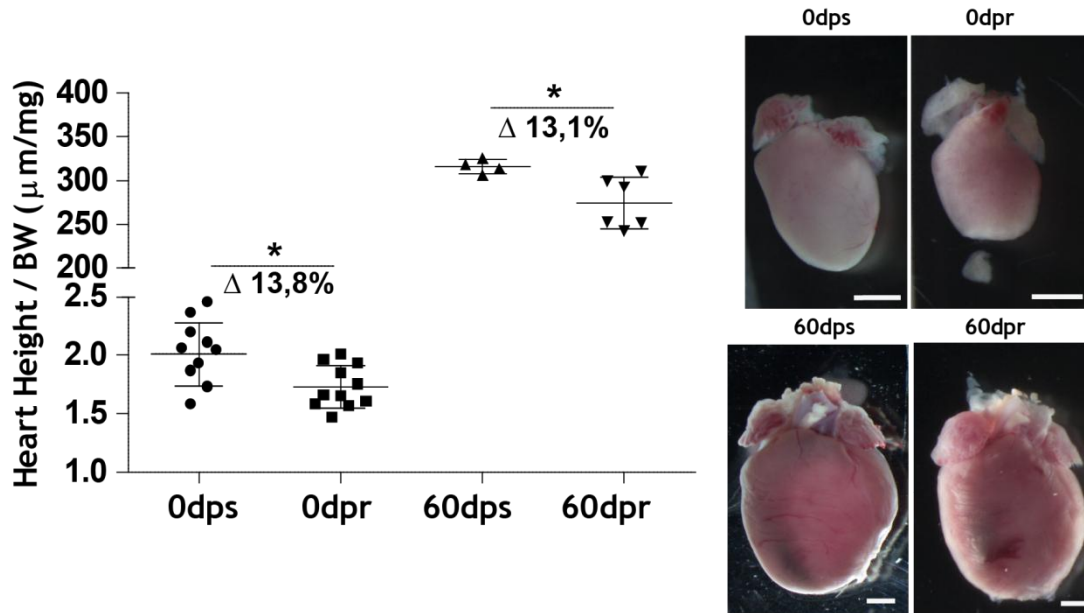 Heart Height / BW ( μm/mg)
400
350
300
250
200
2.5
2.0
1.5
1.0
*
Δ 13,8%
*
Δ 13,1%
0dps
0dpr
60dps
60dpr
0dps
0dpr
60dps
60dpr